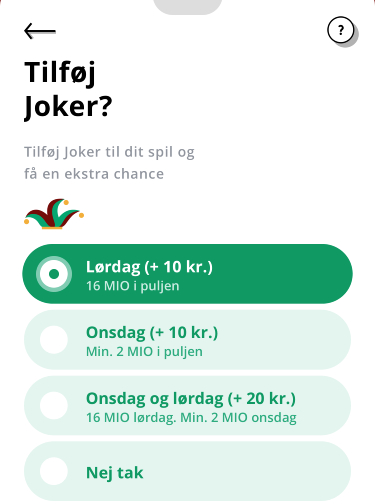 ?
Tilføj
Joker?
Tilføj Joker til dit spil og
få en ekstra chance
Lørdag (+ 10 kr.)
16 MIO i puljen
Onsdag (+ 10 kr.)
Min. 2 MIO i puljen
Onsdag og lørdag (+ 20 kr.)
16 MIO lørdag. Min. 2 MIO onsdag
Nej tak